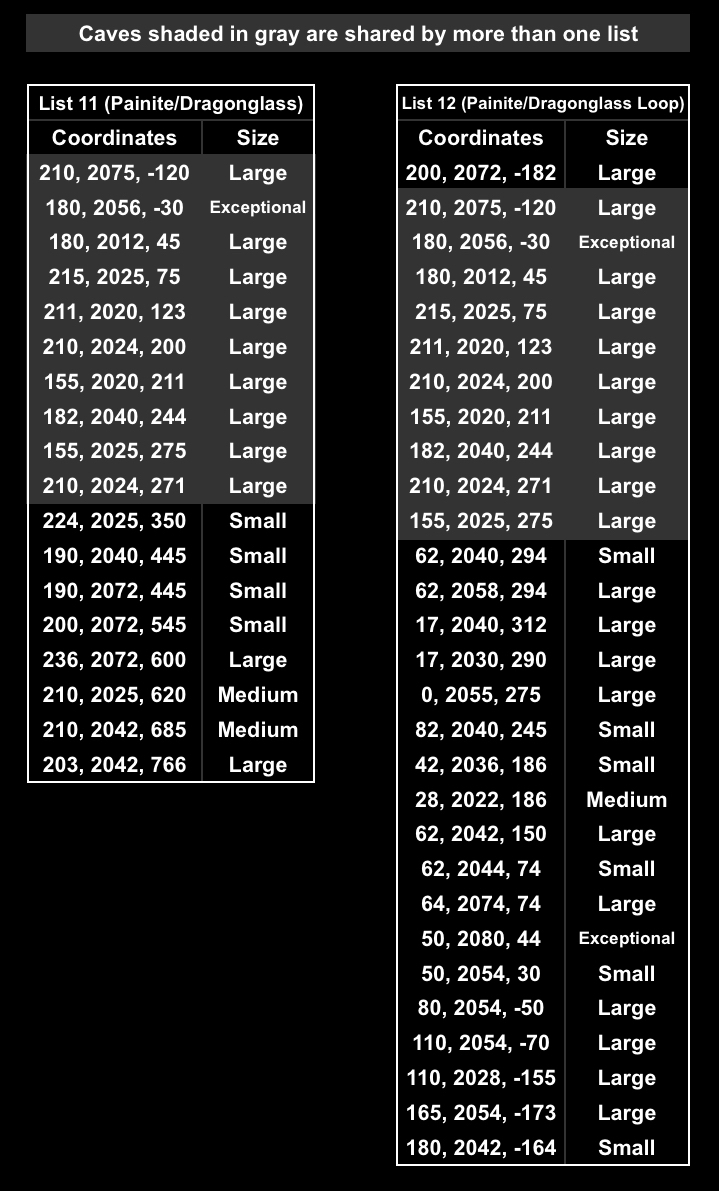 Caves shaded in gray are shared by more than one list
List 11 (Painite/Dragonglass)
Coordinates Size
210, 2075, -120 Large
180, 2056, -30 Exceptional
180, 2012, 45 Large
215, 2025, 75 Large
211, 2020, 123 Large
210, 2024, 200 Large
155, 2020, 211 Large
182, 2040, 244 Large
155, 2025, 275 Large
210, 2024, 271 Large
224, 2025, 350 Small
190, 2040, 445 Small
190, 2072, 445 Small
200, 2072, 545 Small
236, 2072, 600 Large
210, 2025, 620 Medium
210, 2042, 685 Medium
203, 2042, 766 Large
List 12 (Painite/Dragonglass Loop)
Coordinates Size
200, 2072, -182 Large
210, 2075, -120 Large
180, 2056, -30 Exceptional
180, 2012, 45 Large
215, 2025, 75 Large
211, 2020, 123 Large
210, 2024, 200 Large
155, 2020, 211 Large
182, 2040, 244 Large
210, 2024, 271 Large
155, 2025, 275 Large
62, 2040, 294 Small
62, 2058, 294 Large
17, 2040, 312 Large
17, 2030, 290 Large
0, 2055, 275 Large
82, 2040, 245 Small
42, 2036, 186 Small
28, 2022, 186 Medium
62, 2042, 150 Large
62, 2044, 74 Small
64, 2074, 74 Large
50, 2080, 44 Exceptional
50, 2054, 30 Small
80, 2054, -50 Large
110, 2054, -70 Large
110, 2028, -155 Large
165, 2054, -173 Large
180, 2042, -164 Small